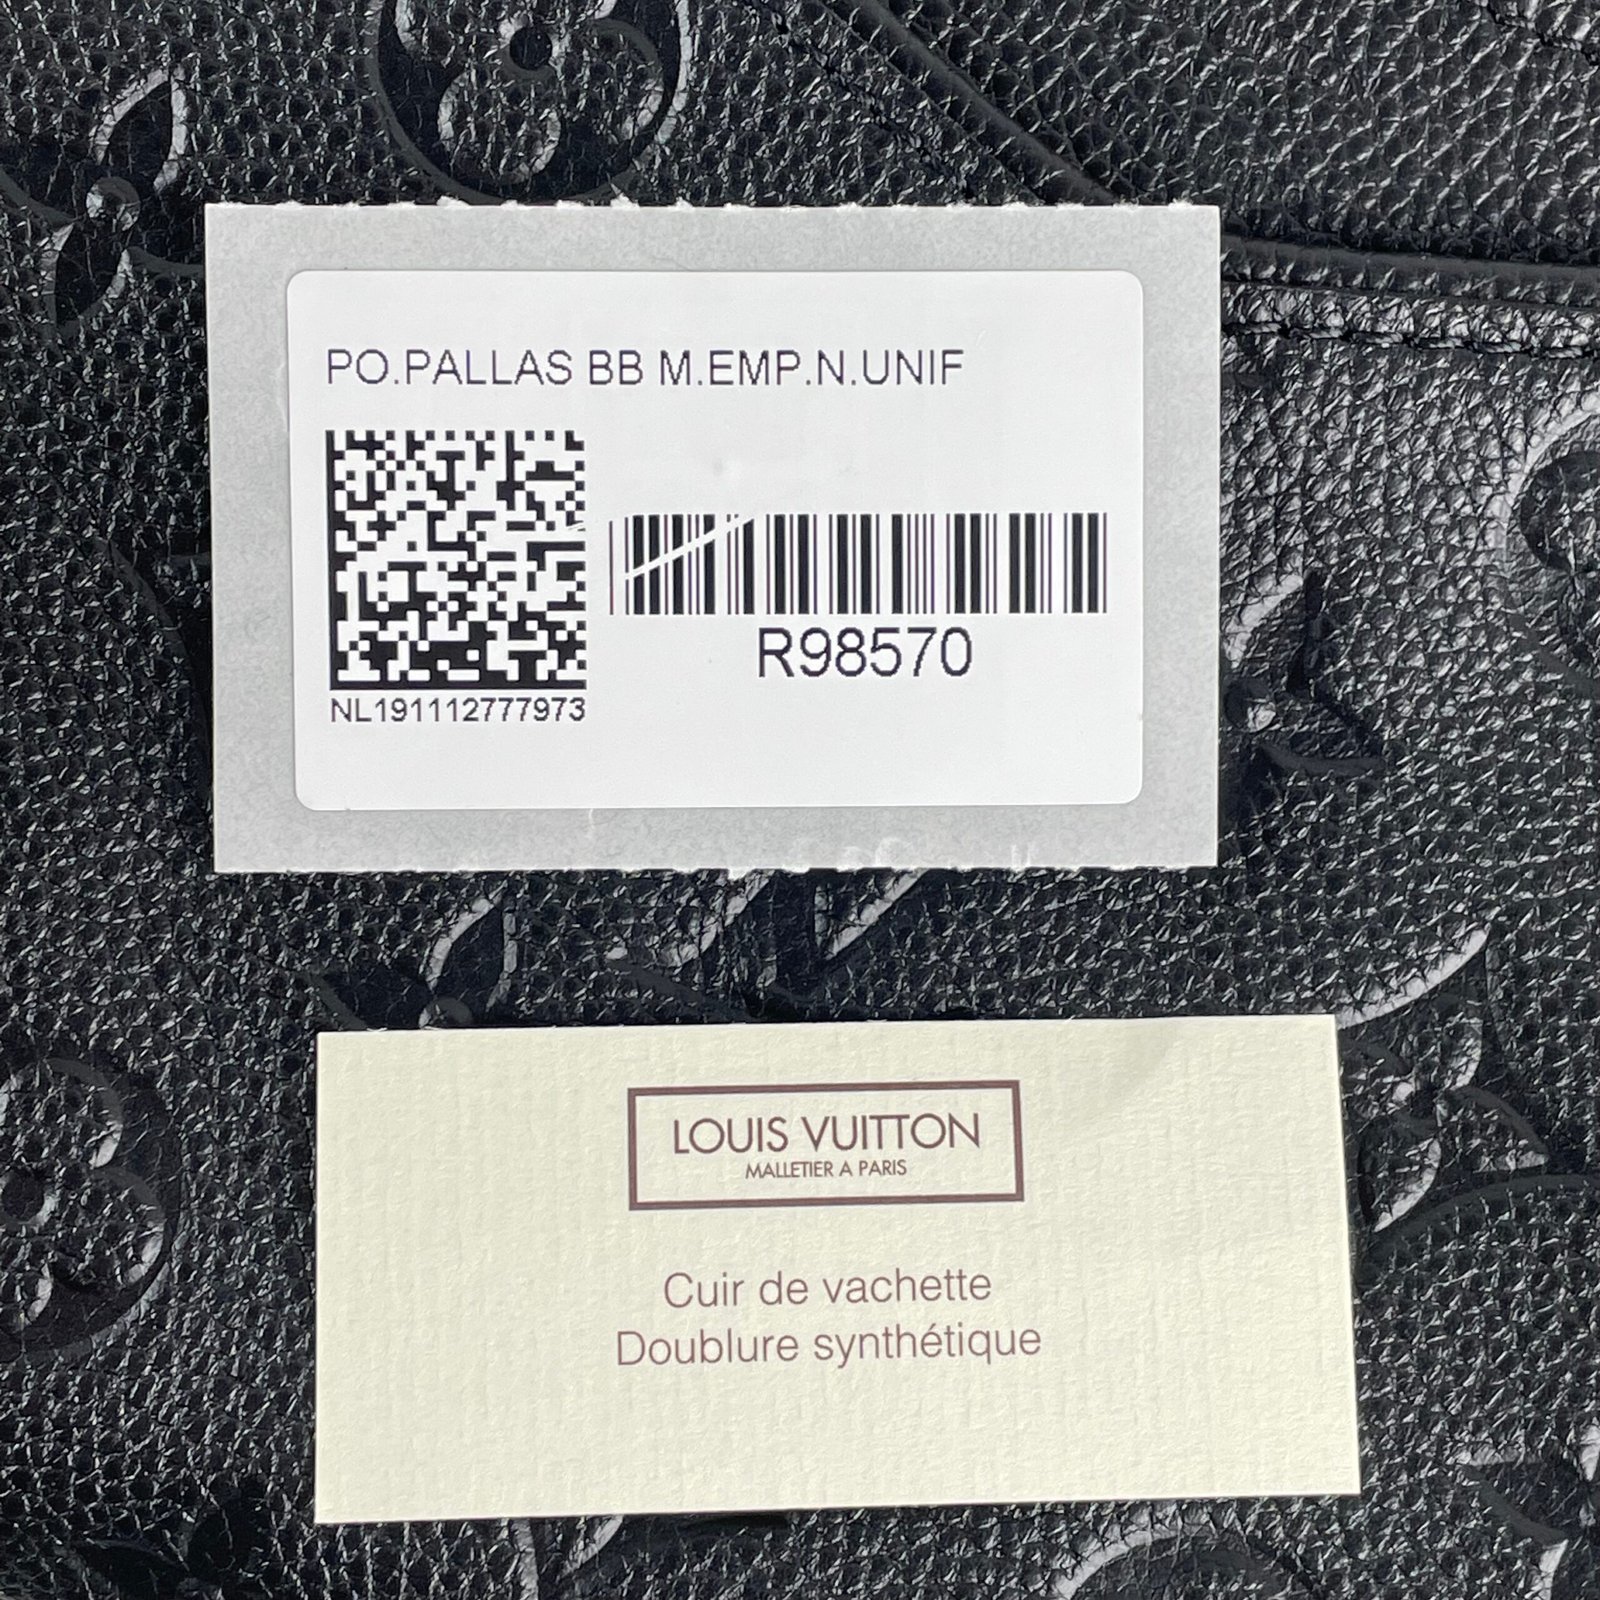 PO.PALLAS BB M.EMP.N.UNIF
R98570
NL191112777973
LOUIS VUITTON
MALLETIER A PARIS
Cuir de vachette
Doublure synthétique